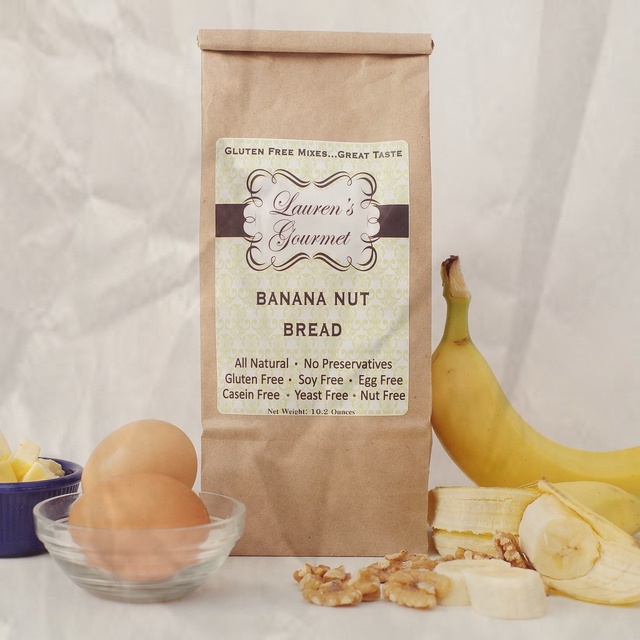 Gluten Free Mixes...Great Taste
Lauren's
Gourmet
BANANA NUT
BREAD
All Natural • No Preservatives
Gluten Free • Soy Free • Egg Free
Casein Free • Yeast Free • Nut Free
Net Weight: 10.2 Ounces